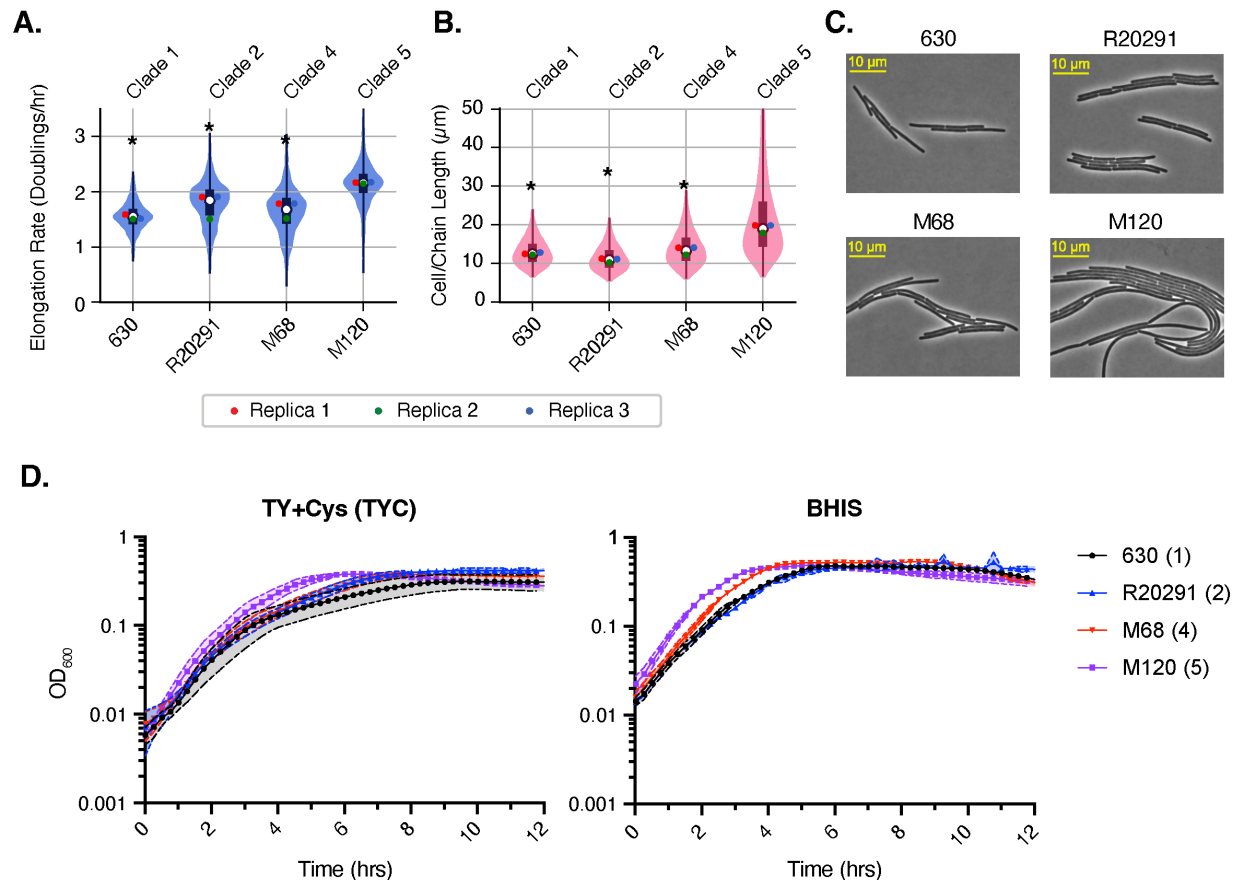 A.
Clade 1
Clade 2
Clade 4
Clade 5
Elongation Rate (Doublings/hr)
3
2
1
0
*
*
*
630
R20291
M68
M120
B.
Clade 1
Clade 2
Clade 4
Clade 5
Cell/Chain Length (µm)
50
40
30
20
10
0
*
*
*
630
R20291
M68
M120
C.
630
10 µm
R20291
10 µm
M68
10 µm
M120
10 µm
Replica 1
Replica 2
Replica 3
D.
TY+Cys (TYC)
OD600
1
0.1
0.01
0.001
0
2
4
6
8
10
12
Time (hrs)
BHIS
1
0.1
0.01
0.001
0
2
4
6
8
10
12
Time (hrs)
630 (1)
R20291 (2)
M68 (4)
M120 (5)